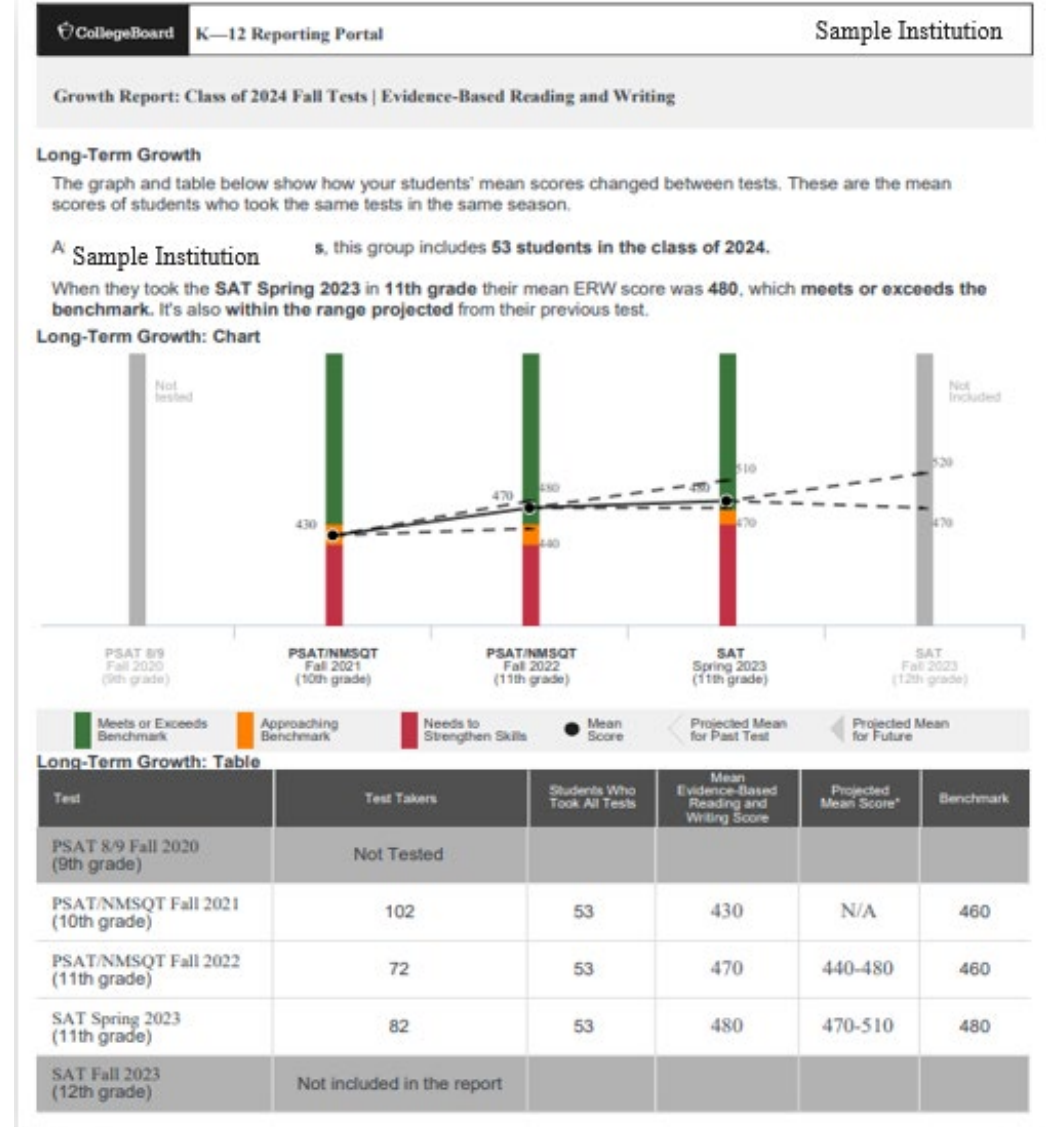 CollegeBoard K—12 Reporting Portal Sample Institution
Growth Report: Class of 2024 Fall Tests | Evidence-Based Reading and Writing
Long-Term Growth
The graph and table below show how your students' mean scores changed between tests. These are the mean
scores of students who took the same tests in the same season.
A Sample Institution s, this group includes 53 students in the class of 2024.
When they took the SAT Spring 2023 in 11th grade their mean ERW score was 480, which meets or exceeds the
benchmark. It's also within the range projected from their previous test.
Long-Term Growth: Chart
Not
tested
Not
Included
430
470
480
440
480
510
470
520
470
PSAT 8/9
Fall 2020
(9th grade)
PSAT/NMSQT
Fall 2021
(10th grade)
PSAT/NMSQT
Fall 2022
(11th grade)
SAT
Spring 2023
(11th grade)
SAT
Fall 2023
(12th grade)
Meets or Exceeds
Benchmark
Approaching
Benchmark
Needs to
Strengthen Skills
Mean
Score
Projected Mean
for Past Test
Projected Mean
for Future
Long-Term Growth: Table
Test
Test Takers
Students Who
Took All Tests
Mean
Evidence-Based
Reading and
Writing Score
Projected
Mean Score*
Benchmark
PSAT 8/9 Fall 2020
(9th grade)
Not Tested
PSAT/NMSQT Fall 2021
(10th grade)
102
53
430
N/A
460
PSAT/NMSQT Fall 2022
(11th grade)
72
53
470
440-480
460
SAT Spring 2023
(11th grade)
82
53
480
470-510
480
SAT Fall 2023
(12th grade)
Not included in the report